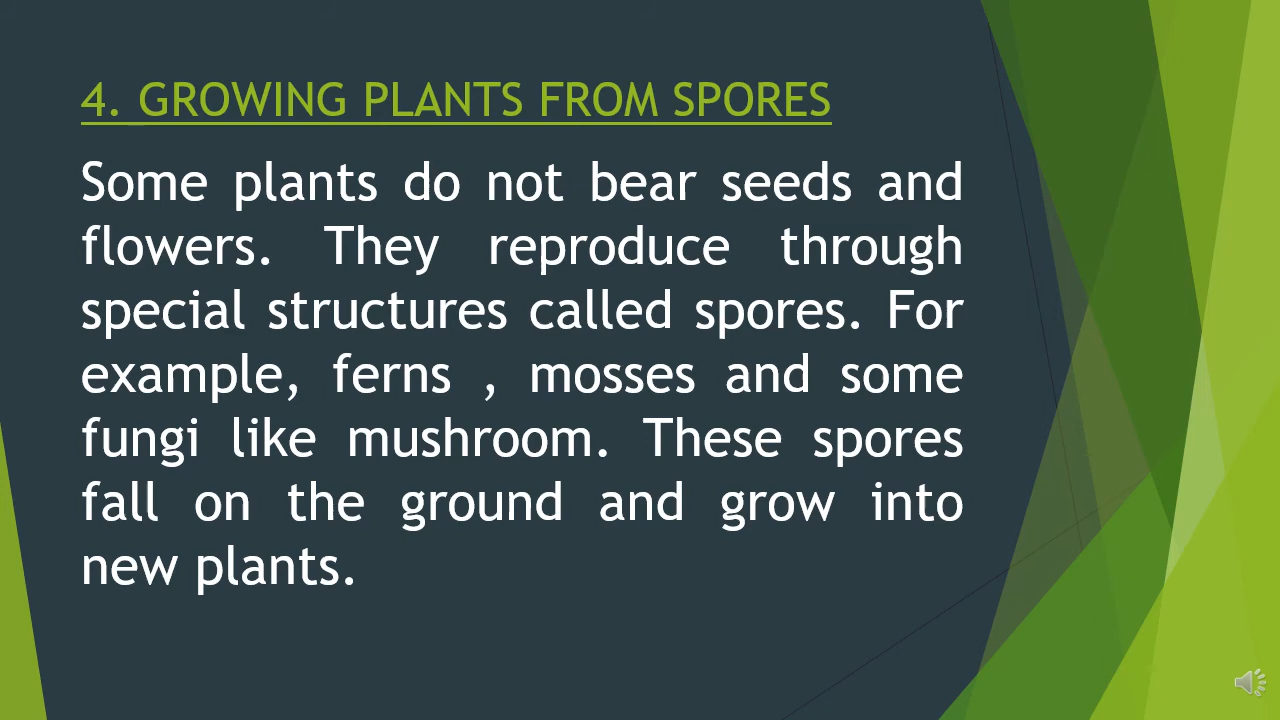 4. GROWING PLANTS FROM SPORES
Some plants do not bear seeds and
flowers. They reproduce through
special structures called spores. For
example, ferns , mosses and some
fungi like mushroom. These spores
fall on the ground and grow into
new plants.